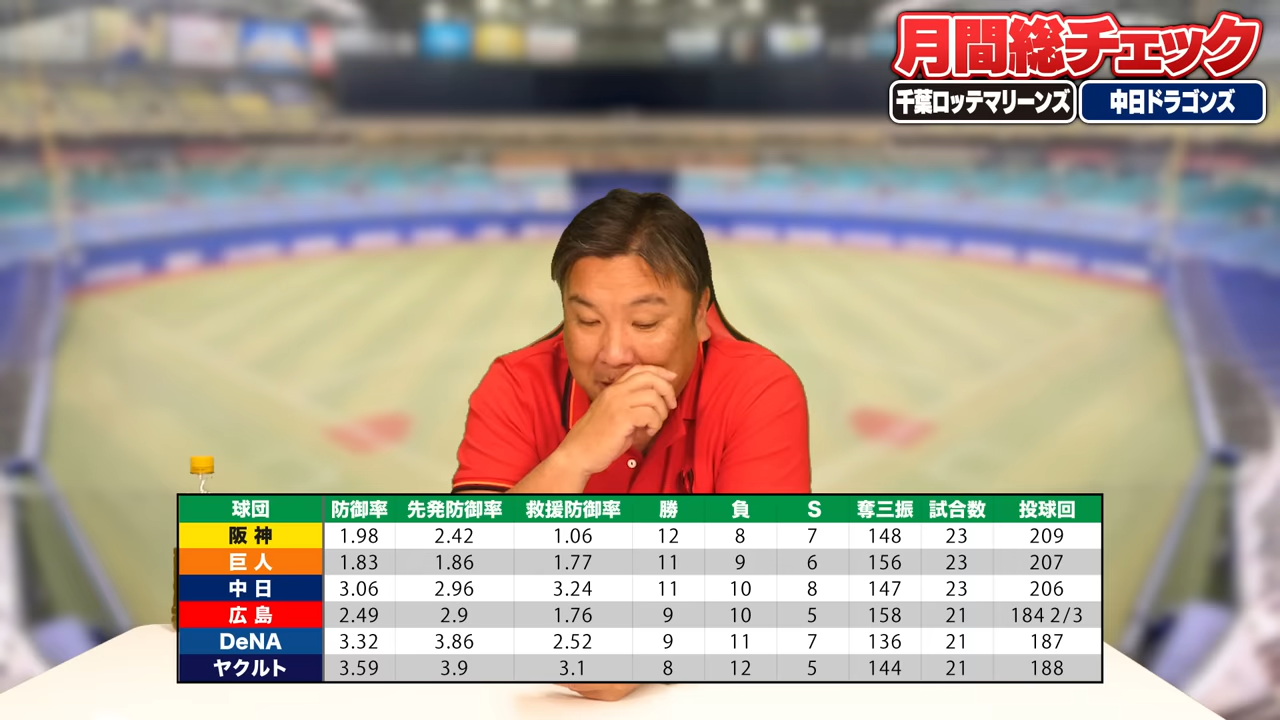 月間総チェック
千葉ロッテマリーンズ 中日ドラゴンズ
球団 防御率 先発防御率 救援防御率 勝 負 S 奪三振 試合数 投球回
阪神 1.98 2.42 1.06 12 8 7 148 23 209
巨人 1.83 1.86 1.77 11 9 6 156 23 207
中日 3.06 2.96 3.24 11 10 8 147 23 206
広島 2.49 2.9 1.76 9 10 5 158 21 184 2/3
DeNA 3.32 3.86 2.52 9 11 7 136 21 187
ヤクルト 3.59 3.9 3.1 8 12 5 144 21 188